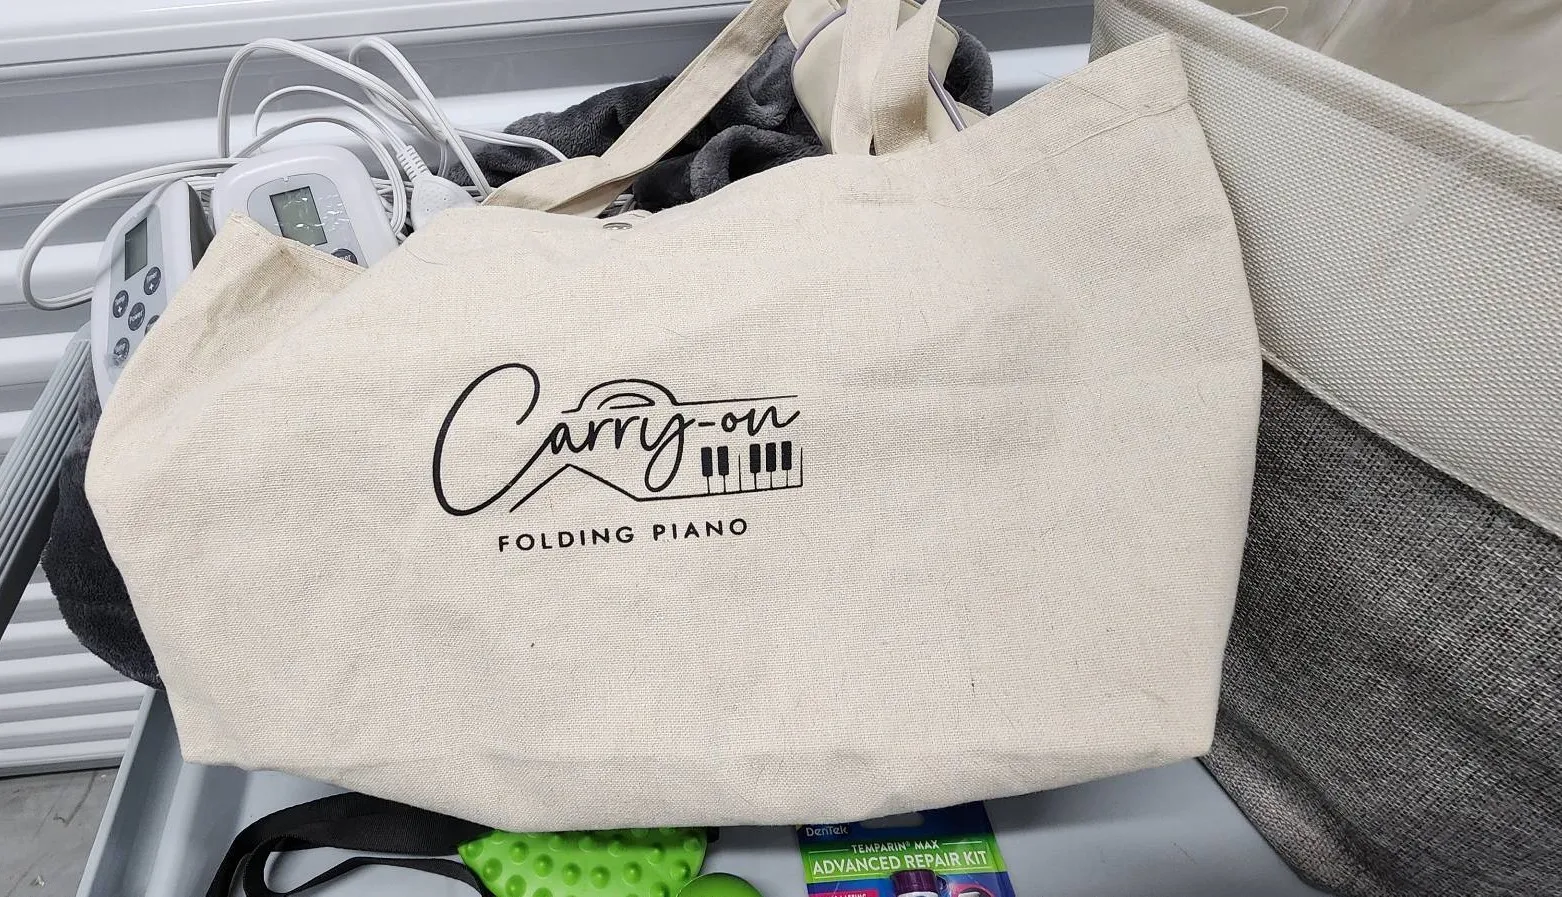 Carry-on
FOLDING PIANO
DenTek
TEMPARIN® MAX
ADVANCED REPAIR KIT